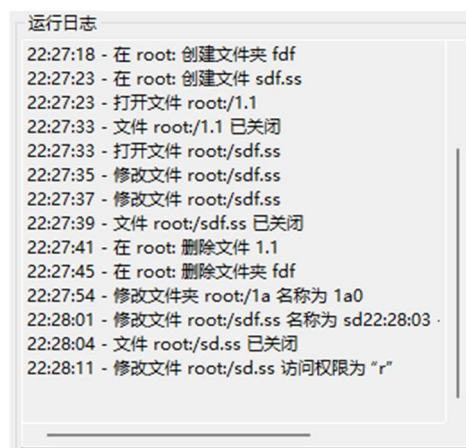 运行日志
22:27:18 - 在 root: 创建文件夹 fdf
22:27:23 - 在 root: 创建文件 sdf.ss
22:27:23 - 打开文件 root:/1.1
22:27:33 - 文件 root:/1.1 已关闭
22:27:33 - 打开文件 root:/sdf.ss
22:27:35 - 修改文件 root:/sdf.ss
22:27:37 - 修改文件 root:/sdf.ss
22:27:39 - 文件 root:/sdf.ss 已关闭
22:27:41 - 在 root: 删除文件 1.1
22:27:45 - 在 root: 删除文件夹 fdf
22:27:54 - 修改文件夹 root:/1a 名称为 1a0
22:28:01 - 修改文件 root:/sdf.ss 名称为 sd22:28:03 -
22:28:04 - 文件 root:/sd.ss 已关闭
22:28:11 - 修改文件 root:/sd.ss 访问权限为 “r”